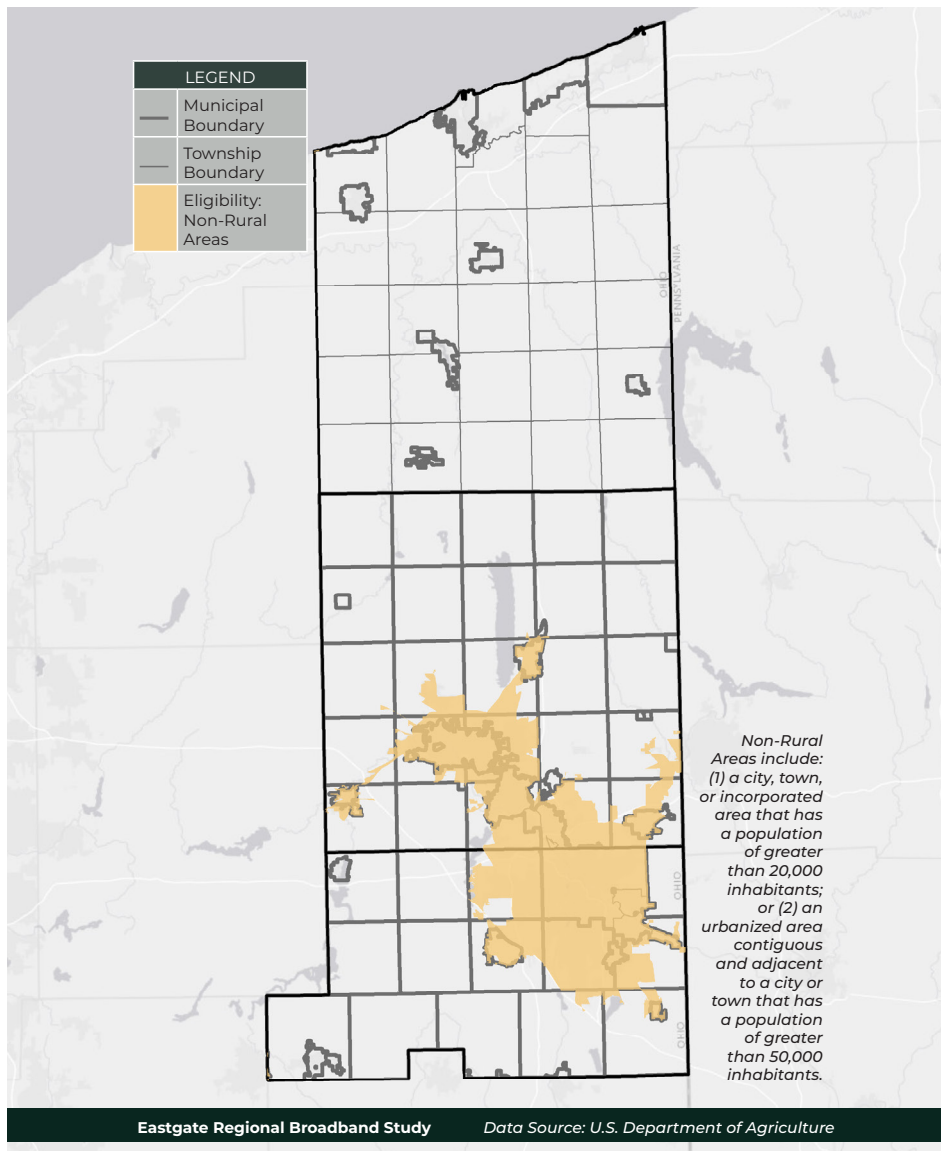 LEGEND
Municipal
Boundary
Township
Boundary
Eligibility:
Non-Rural
Areas
OHIO
PENNSYLVANIA
Non-Rural
Areas include:
(1) a city, town,
or incorporated
area that has
a population
of greater
than 20,000
inhabitants;
or (2) an
urbanized area
contiguous
and adjacent
to a city or
town that has
a population
of greater
than 50,000
inhabitants.
OHIO
OHIO
Eastgate Regional Broadband Study Data Source: U.S. Department of Agriculture